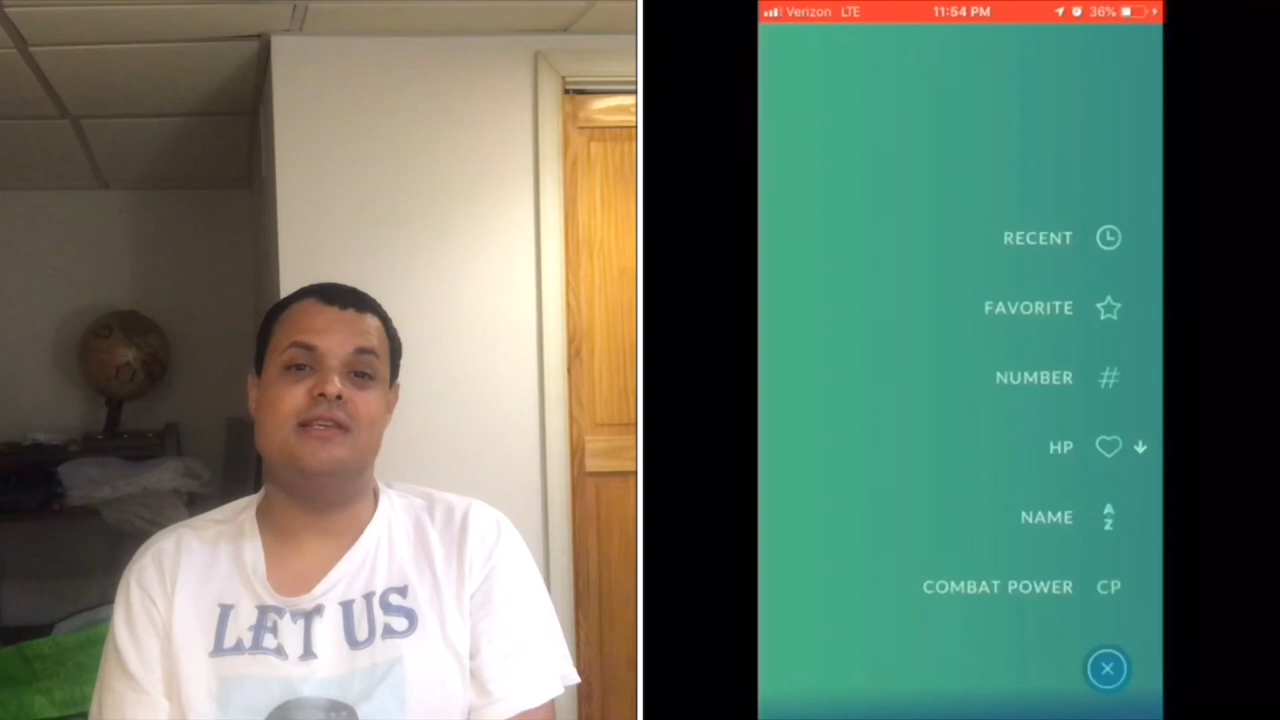 LET US
Verizon LTE 11:54 PM 36%
RECENT
FAVORITE
NUMBER #
HP
NAME A Z
COMBAT POWER CP